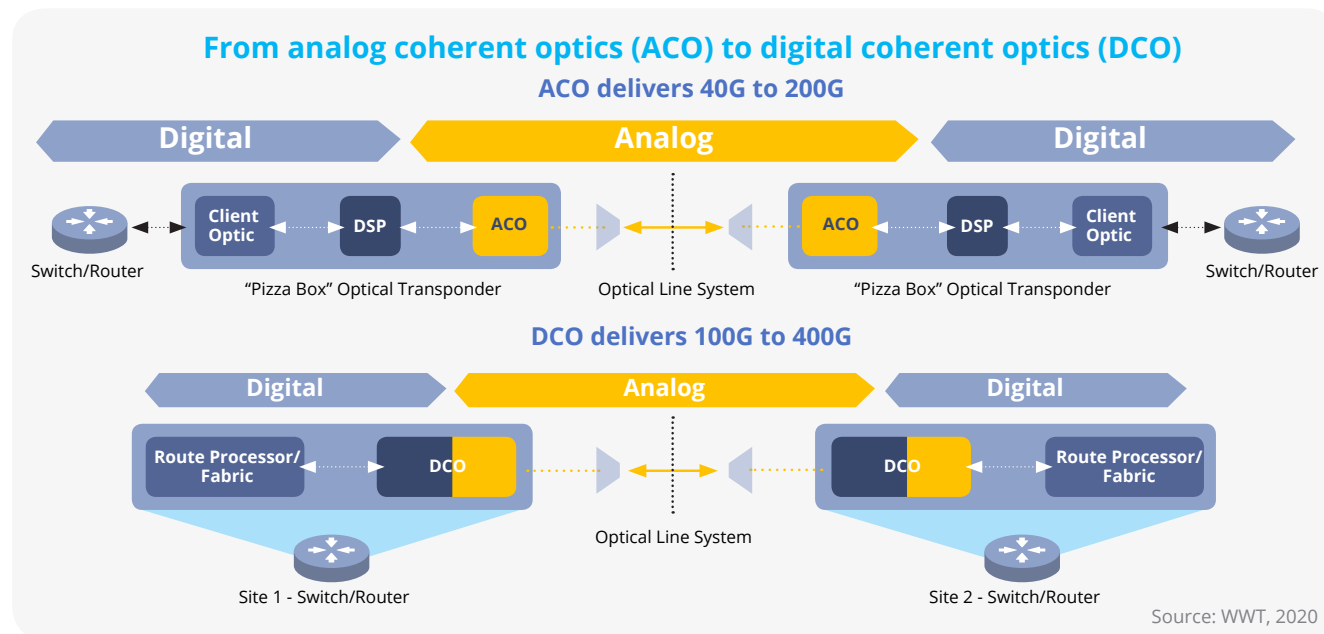 From analog coherent optics (ACO) to digital coherent optics (DCO)
ACO delivers 40G to 200G
Digital
Analog
Digital
Client
Optic
DSP
ACO
ACO
DSP
Client
Optic
Switch/Router
Switch/Router
“Pizza Box” Optical Transponder
Optical Line System
“Pizza Box” Optical Transponder
DCO delivers 100G to 400G
Digital
Analog
Digital
Route Processor/
Fabric
DCO
DCO
Route Processor/
Fabric
Optical Line System
Site 1 - Switch/Router
Site 2 - Switch/Router
Source: WWT, 2020